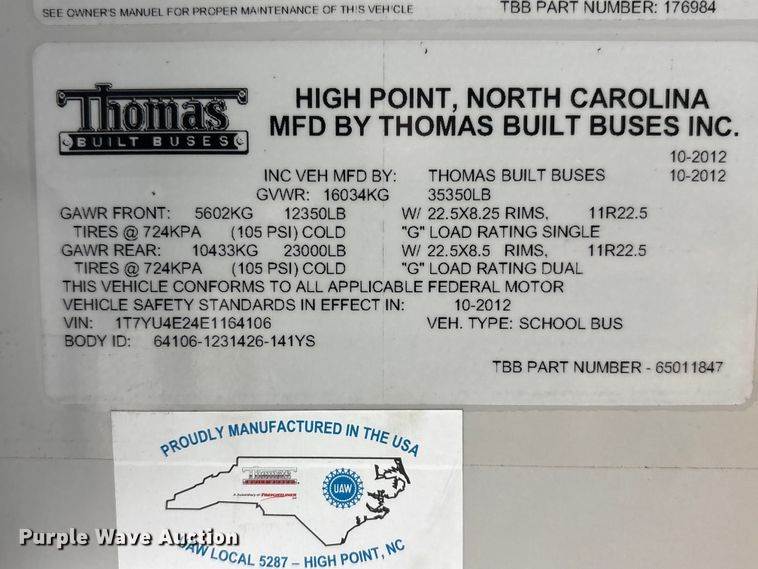 SEE OWNER'S MANUEL FOR PROPER MAINTENANCE OF THIS VEHICLE TBB PART NUMBER: 176984
Thomas
BUILT BUSES
HIGH POINT, NORTH CAROLINA
MFD BY THOMAS BUILT BUSES INC.
10-2012
INC VEH MFD BY: THOMAS BUILT BUSES 10-2012
GVWR: 16034KG 35350LB
GAWR FRONT: 5602KG 12350LB W/ 22.5X8.25 RIMS, 11R22.5
TIRES @ 724KPA (105 PSI) COLD "G" LOAD RATING SINGLE
GAWR REAR: 10433KG 23000LB W/ 22.5X8.5 RIMS, 11R22.5
TIRES @ 724KPA (105 PSI) COLD "G" LOAD RATING DUAL
THIS VEHICLE CONFORMS TO ALL APPLICABLE FEDERAL MOTOR
VEHICLE SAFETY STANDARDS IN EFFECT IN: 10-2012
VIN: 1T7YU4E24E1164106 VEH. TYPE: SCHOOL BUS
BODY ID: 64106-1231426-141YS
TBB PART NUMBER - 65011847
PROUDLY MANUFACTURED IN THE USA
Thomas
BUILT BUSES
A Subsidiary of FREIGHTLINER
UAW
UAW LOCAL 5287 – HIGH POINT, NC
Purple Wave Auction